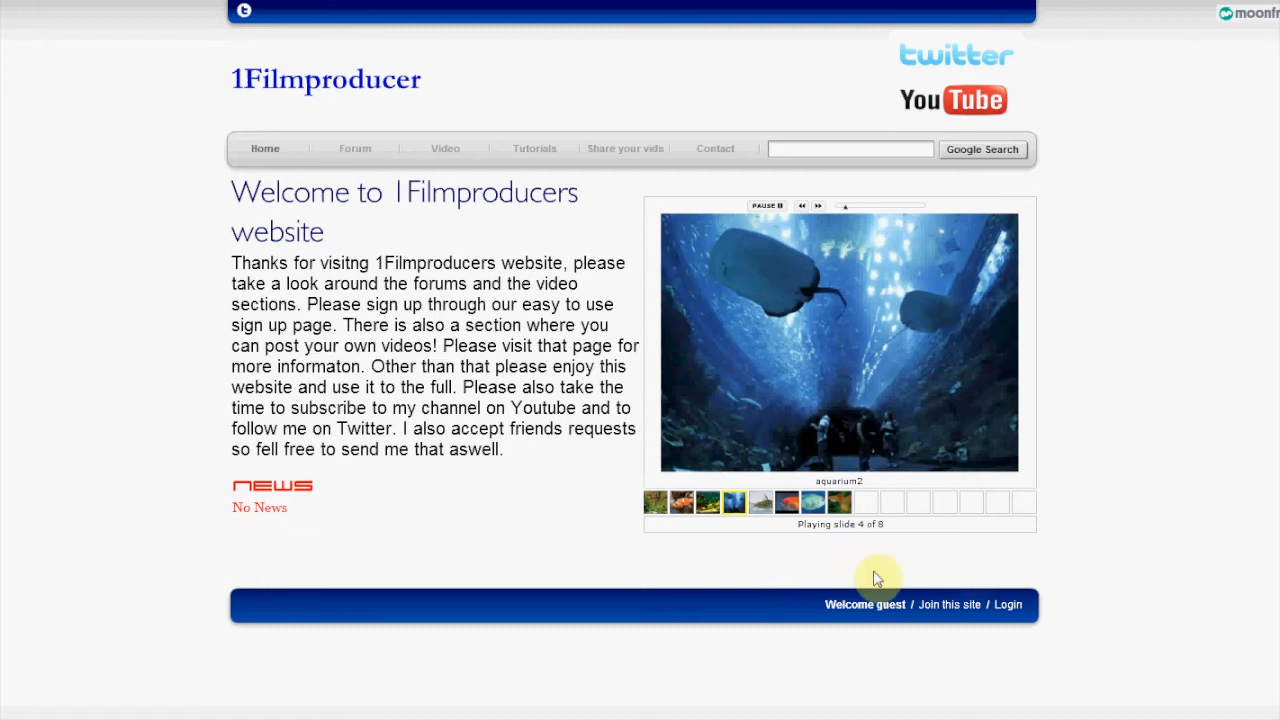 moonfr
twitter
1Filmproducer
You Tube
Home Forum Video Tutorials Share your vids Contact Google Search
Welcome to 1Filmproducers
website
Thanks for visitng 1Filmproducers website, please
take a look around the forums and the video
sections. Please sign up through our easy to use
sign up page. There is also a section where you
can post your own videos! Please visit that page for
more informaton. Other than that please enjoy this
website and use it to the full. Please also take the
time to subscribe to my channel on Youtube and to
follow me on Twitter. I also accept friends requests
so fell free to send me that aswell.
news
No News
PAUSE
aquarium2
Playing slide 4 of 8
Welcome guest / Join this site / Login